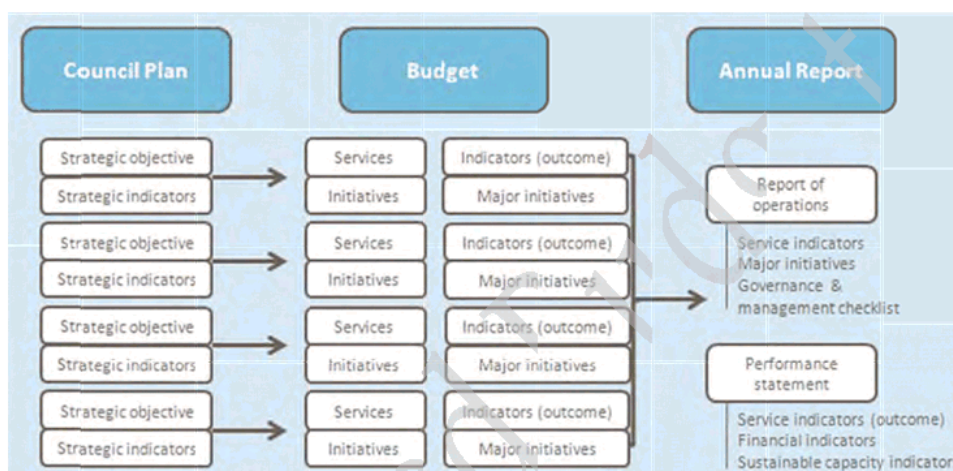 Council Plan
Budget
Annual Report
Strategic objective
Strategic indicators
Services
Initiatives
Indicators (outcome)
Major initiatives
Strategic objective
Strategic indicators
Services
Initiatives
Indicators (outcome)
Major initiatives
Strategic objective
Strategic indicators
Services
Initiatives
Indicators (outcome)
Major initiatives
Strategic objective
Strategic indicators
Services
Initiatives
Indicators (outcome)
Major initiatives
Report of
operations
Service indicators
Major initiatives
Governance &
management checklist
Performance
statement
Service indicators (outcome)
Financial indicators
Sustainable capacity indicator